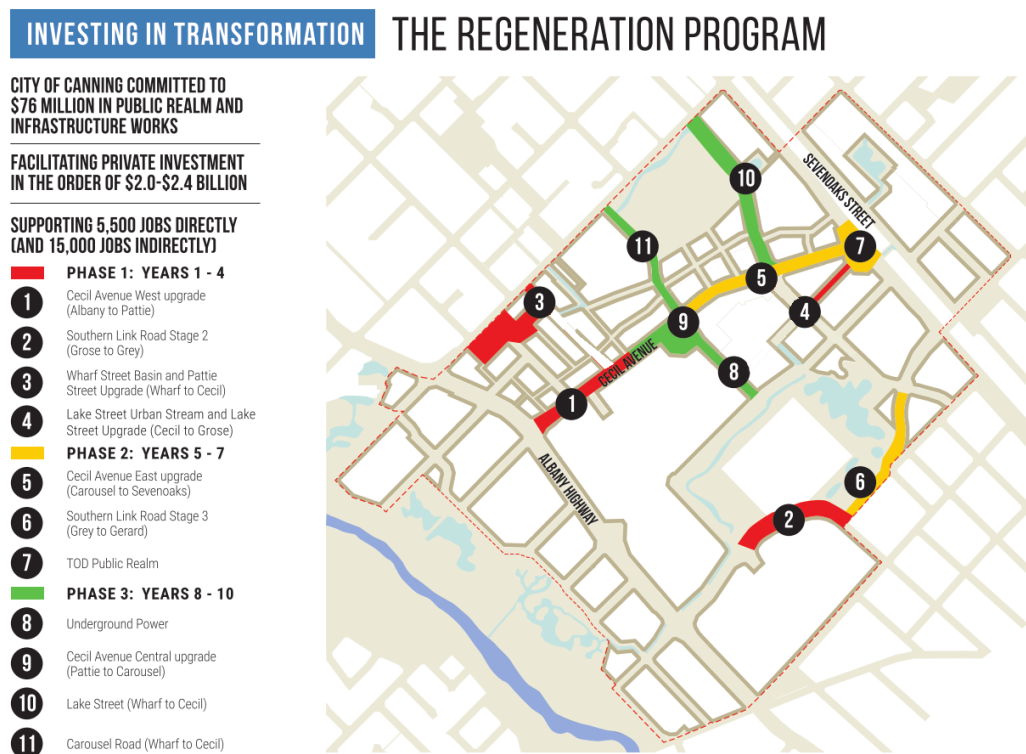 INVESTING IN TRANSFORMATION THE REGENERATION PROGRAM
CITY OF CANNING COMMITTED TO
$76 MILLION IN PUBLIC REALM AND
INFRASTRUCTURE WORKS
FACILITATING PRIVATE INVESTMENT
IN THE ORDER OF $2.0-$2.4 BILLION
SUPPORTING 5,500 JOBS DIRECTLY
(AND 15,000 JOBS INDIRECTLY)
PHASE 1: YEARS 1 - 4
1 Cecil Avenue West upgrade
(Albany to Pattie)
2 Southern Link Road Stage 2
(Grose to Grey)
3 Wharf Street Basin and Pattie
Street Upgrade (Wharf to Cecil)
4 Lake Street Urban Stream and Lake
Street Upgrade (Cecil to Grose)
PHASE 2: YEARS 5 - 7
5 Cecil Avenue East upgrade
(Carousel to Sevenoaks)
6 Southern Link Road Stage 3
(Grey to Gerard)
7 TOD Public Realm
PHASE 3: YEARS 8 - 10
8 Underground Power
9 Cecil Avenue Central upgrade
(Pattie to Carousel)
10 Lake Street (Wharf to Cecil)
11 Carousel Road (Wharf to Cecil)
SEVENOAKS STREET
10
11
7
5
3
4
9
CECIL AVENUE
8
1
ALBANY HIGHWAY
6
2